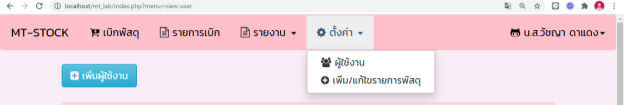 localhost/mt_lab/index.php?menu=view-user
MT-STOCK เบิกพัสดุ รายการเบิก รายงาน ตั้งค่า น.ส.วัชญา ดาแดง
ผู้ใช้งาน
เพิ่มผู้ใช้งาน
เพิ่ม/แก้ไขรายการพัสดุ